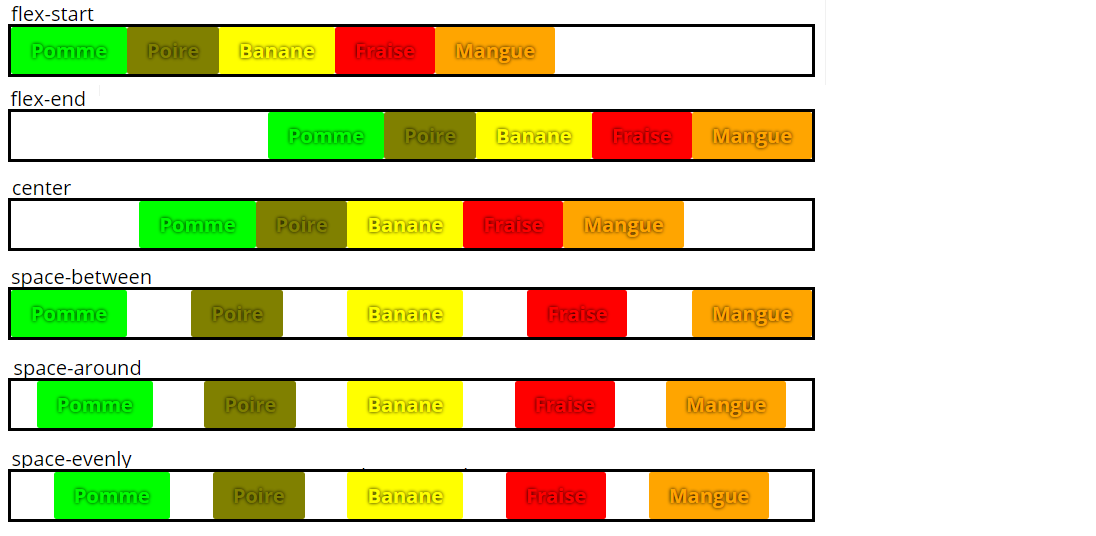 flex-start
Pomme Poire Banane Fraise Mangue
flex-end
Pomme Poire Banane Fraise Mangue
center
Pomme Poire Banane Fraise Mangue
space-between
Pomme Poire Banane Fraise Mangue
space-around
Pomme Poire Banane Fraise Mangue
space-evenly
Pomme Poire Banane Fraise Mangue